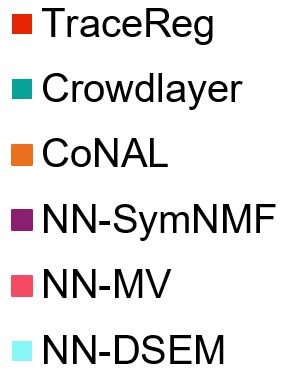 TraceReg
Crowdlayer
CoNAL
NN-SymNMF
NN-MV
NN-DSEM